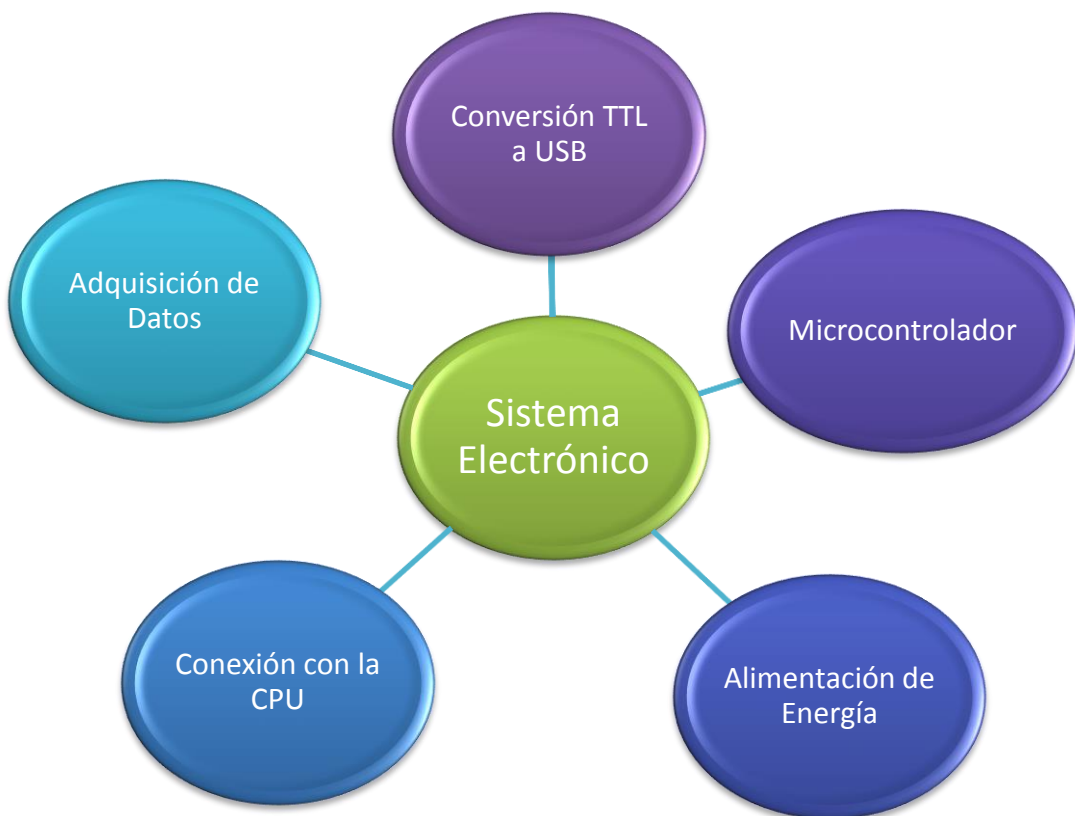 Conversión TTL
a USB
Adquisición de
Datos
Microcontrolador
Sistema
Electrónico
Conexión con la
CPU
Alimentación de
Energía